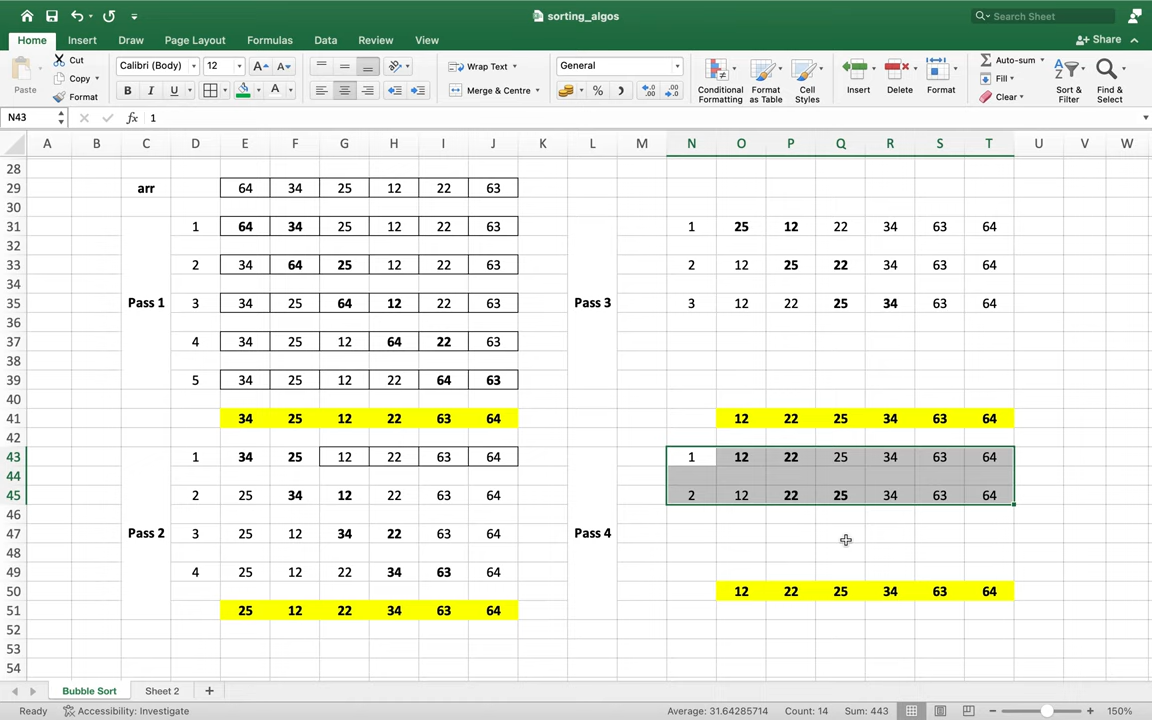 sorting_algos
Search Sheet
Home Insert Draw Page Layout Formulas Data Review View
Share
Paste
Cut
Copy
Format
Calibri (Body) 12
A A
B I U A
Wrap Text
Merge & Centre
General
% 9 .0 .00
Conditional Formatting
Format as Table
Cell Styles
Insert
Delete
Format
Auto-sum
Fill
Clear
Sort & Filter
Find & Select
N43 fx 1
A B C D E F G H I J K L M N O P Q R S T U V W
28
29 arr 64 34 25 12 22 63
30
31 1 64 34 25 12 22 63 1 25 12 22 34 63 64
32
33 2 34 64 25 12 22 63 2 12 25 22 34 63 64
34
35 Pass 1 3 34 25 64 12 22 63 Pass 3 3 12 22 25 34 63 64
36
37 4 34 25 12 64 22 63
38
39 5 34 25 12 22 64 63
40
41 34 25 12 22 63 64 12 22 25 34 63 64
42
43 1 34 25 12 22 63 64 1 12 22 25 34 63 64
44
45 2 25 34 12 22 63 64 2 12 22 25 34 63 64
46
47 Pass 2 3 25 12 34 22 63 64 Pass 4
48
49 4 25 12 22 34 63 64
50 12 22 25 34 63 64
51 25 12 22 34 63 64
52
53
54
Bubble Sort Sheet 2 +
Ready Accessibility: Investigate Average: 31.64285714 Count: 14 Sum: 443 150%